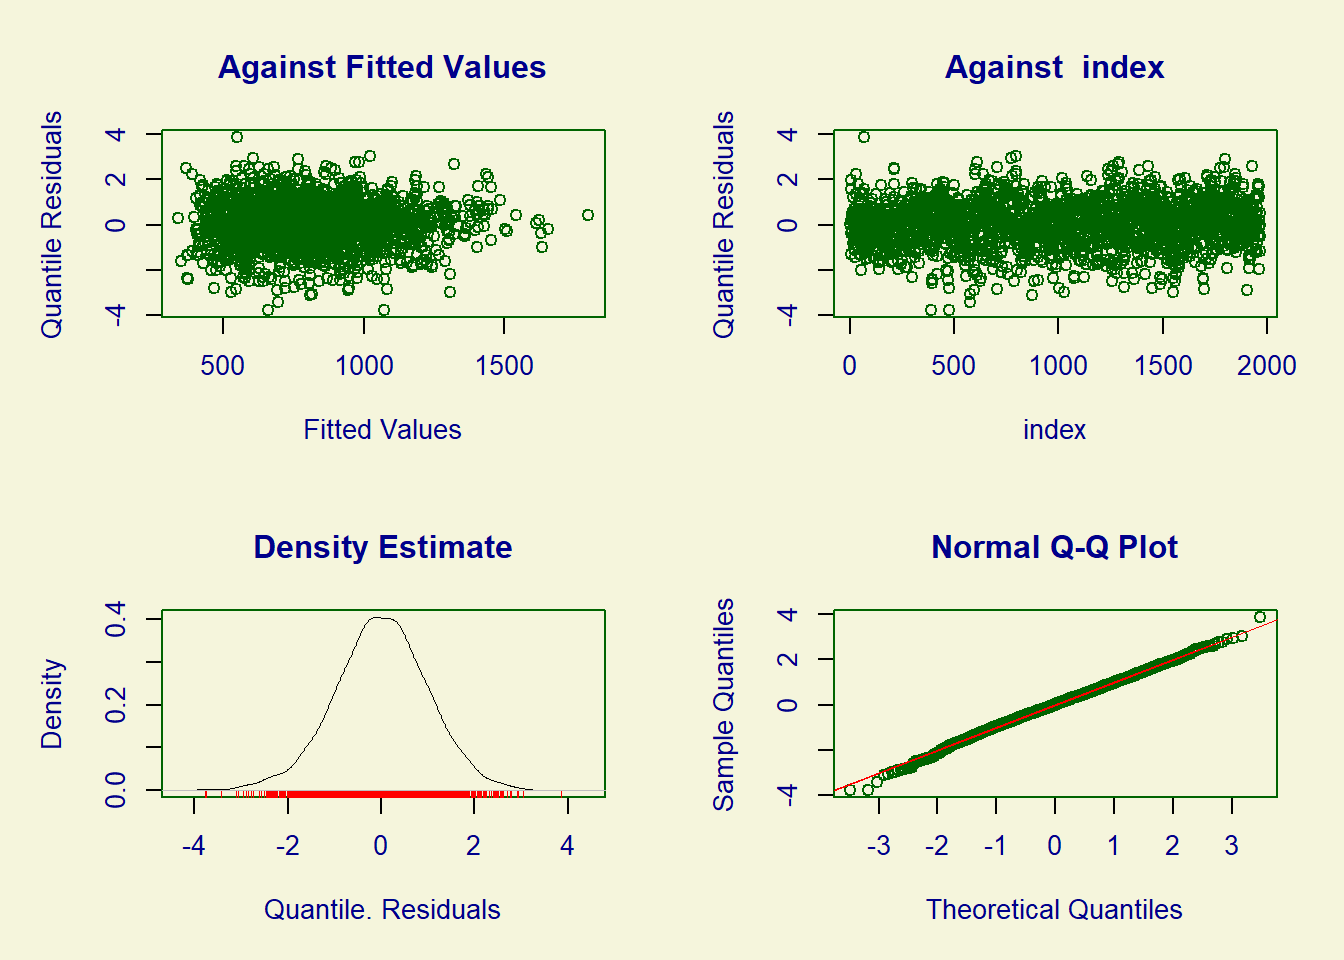 Against Fitted Values
Quantile Residuals
4
2
0
-4
500 1000 1500
Fitted Values
Against  index
Quantile Residuals
4
2
0
-4
0 500 1000 1500 2000
index
Density Estimate
Density
0.4
0.2
0.0
-4 -2 0 2 4
Quantile. Residuals
Normal Q-Q Plot
Sample Quantiles
4
2
0
-4
-3 -2 -1 0 1 2 3
Theoretical Quantiles